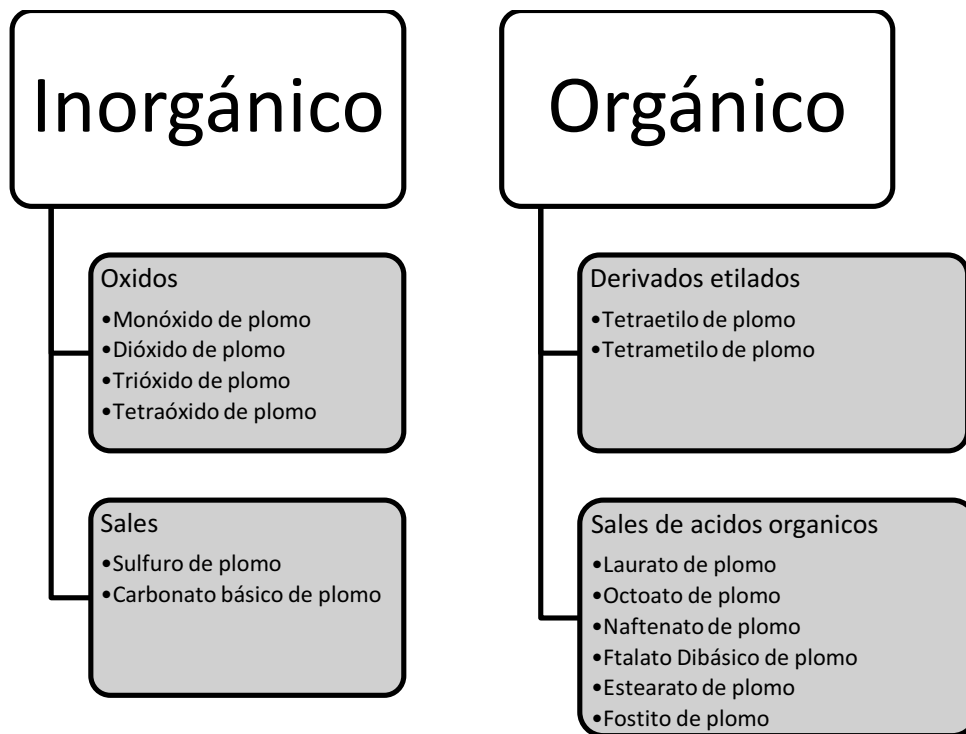 Inorgánico
Oxidos
•Monóxido de plomo
•Dióxido de plomo
•Trióxido de plomo
•Tetraóxido de plomo
Sales
•Sulfuro de plomo
•Carbonato básico de plomo
Orgánico
Derivados etilados
•Tetraetilo de plomo
•Tetrametilo de plomo
Sales de acidos organicos
•Laurato de plomo
•Octoato de plomo
•Naftenato de plomo
•Ftalato Dibásico de plomo
•Estearato de plomo
•Fostito de plomo